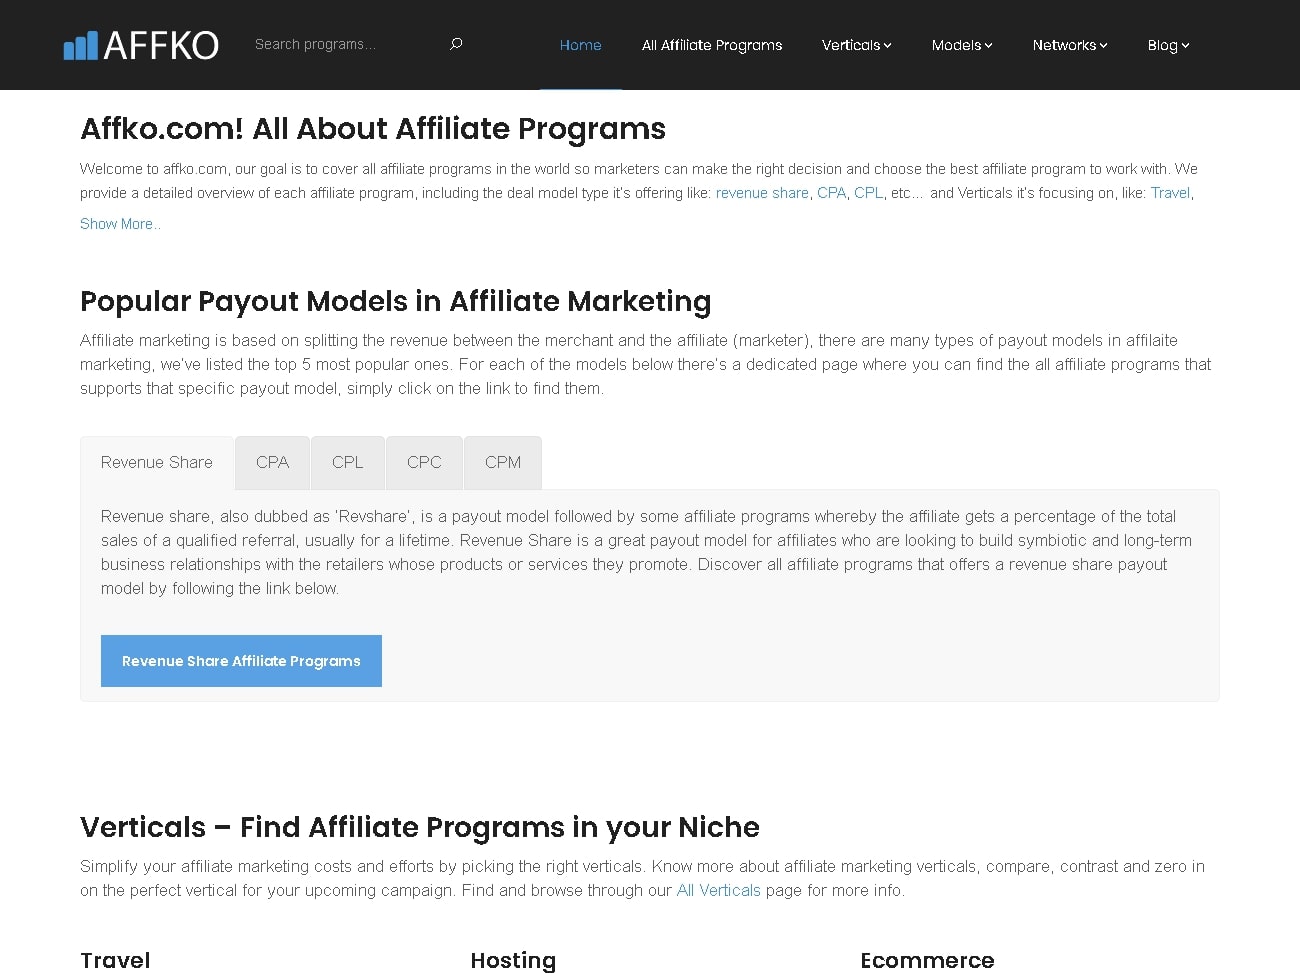 AFFKO
Search programs...
Home
All Affiliate Programs
Verticals
Models
Networks
Blog
Affko.com! All About Affiliate Programs
Welcome to affko.com, our goal is to cover all affiliate programs in the world so marketers can make the right decision and choose the best affiliate program to work with. We
provide a detailed overview of each affiliate program, including the deal model type it's offering like: revenue share, CPA, CPL, etc... and Verticals it's focusing on, like: Travel,
Show More..
Popular Payout Models in Affiliate Marketing
Affiliate marketing is based on splitting the revenue between the merchant and the affiliate (marketer), there are many types of payout models in affilaite
marketing, we've listed the top 5 most popular ones. For each of the models below there's a dedicated page where you can find the all affiliate programs that
supports that specific payout model, simply click on the link to find them.
Revenue Share
CPA
CPL
CPC
CPM
Revenue share, also dubbed as 'Revshare', is a payout model followed by some affiliate programs whereby the affiliate gets a percentage of the total
sales of a qualified referral, usually for a lifetime. Revenue Share is a great payout model for affiliates who are looking to build symbiotic and long-term
business relationships with the retailers whose products or services they promote. Discover all affiliate programs that offers a revenue share payout
model by following the link below.
Revenue Share Affiliate Programs
Verticals – Find Affiliate Programs in your Niche
Simplify your affiliate marketing costs and efforts by picking the right verticals. Know more about affiliate marketing verticals, compare, contrast and zero in
on the perfect vertical for your upcoming campaign. Find and browse through our All Verticals page for more info.
Travel
Hosting
Ecommerce